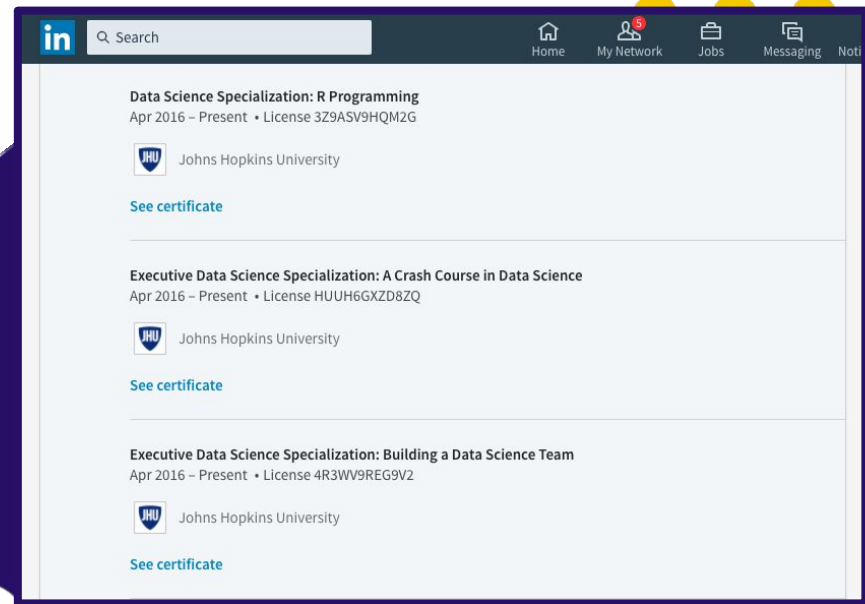 in Search
5
Home My Network Jobs Messaging Noti
Data Science Specialization: R Programming
Apr 2016 – Present • License 3Z9ASV9HQM2G
JHU Johns Hopkins University
See certificate
Executive Data Science Specialization: A Crash Course in Data Science
Apr 2016 – Present • License HUUH6GXZD8ZQ
JHU Johns Hopkins University
See certificate
Executive Data Science Specialization: Building a Data Science Team
Apr 2016 – Present • License 4R3WV9REG9V2
JHU Johns Hopkins University
See certificate